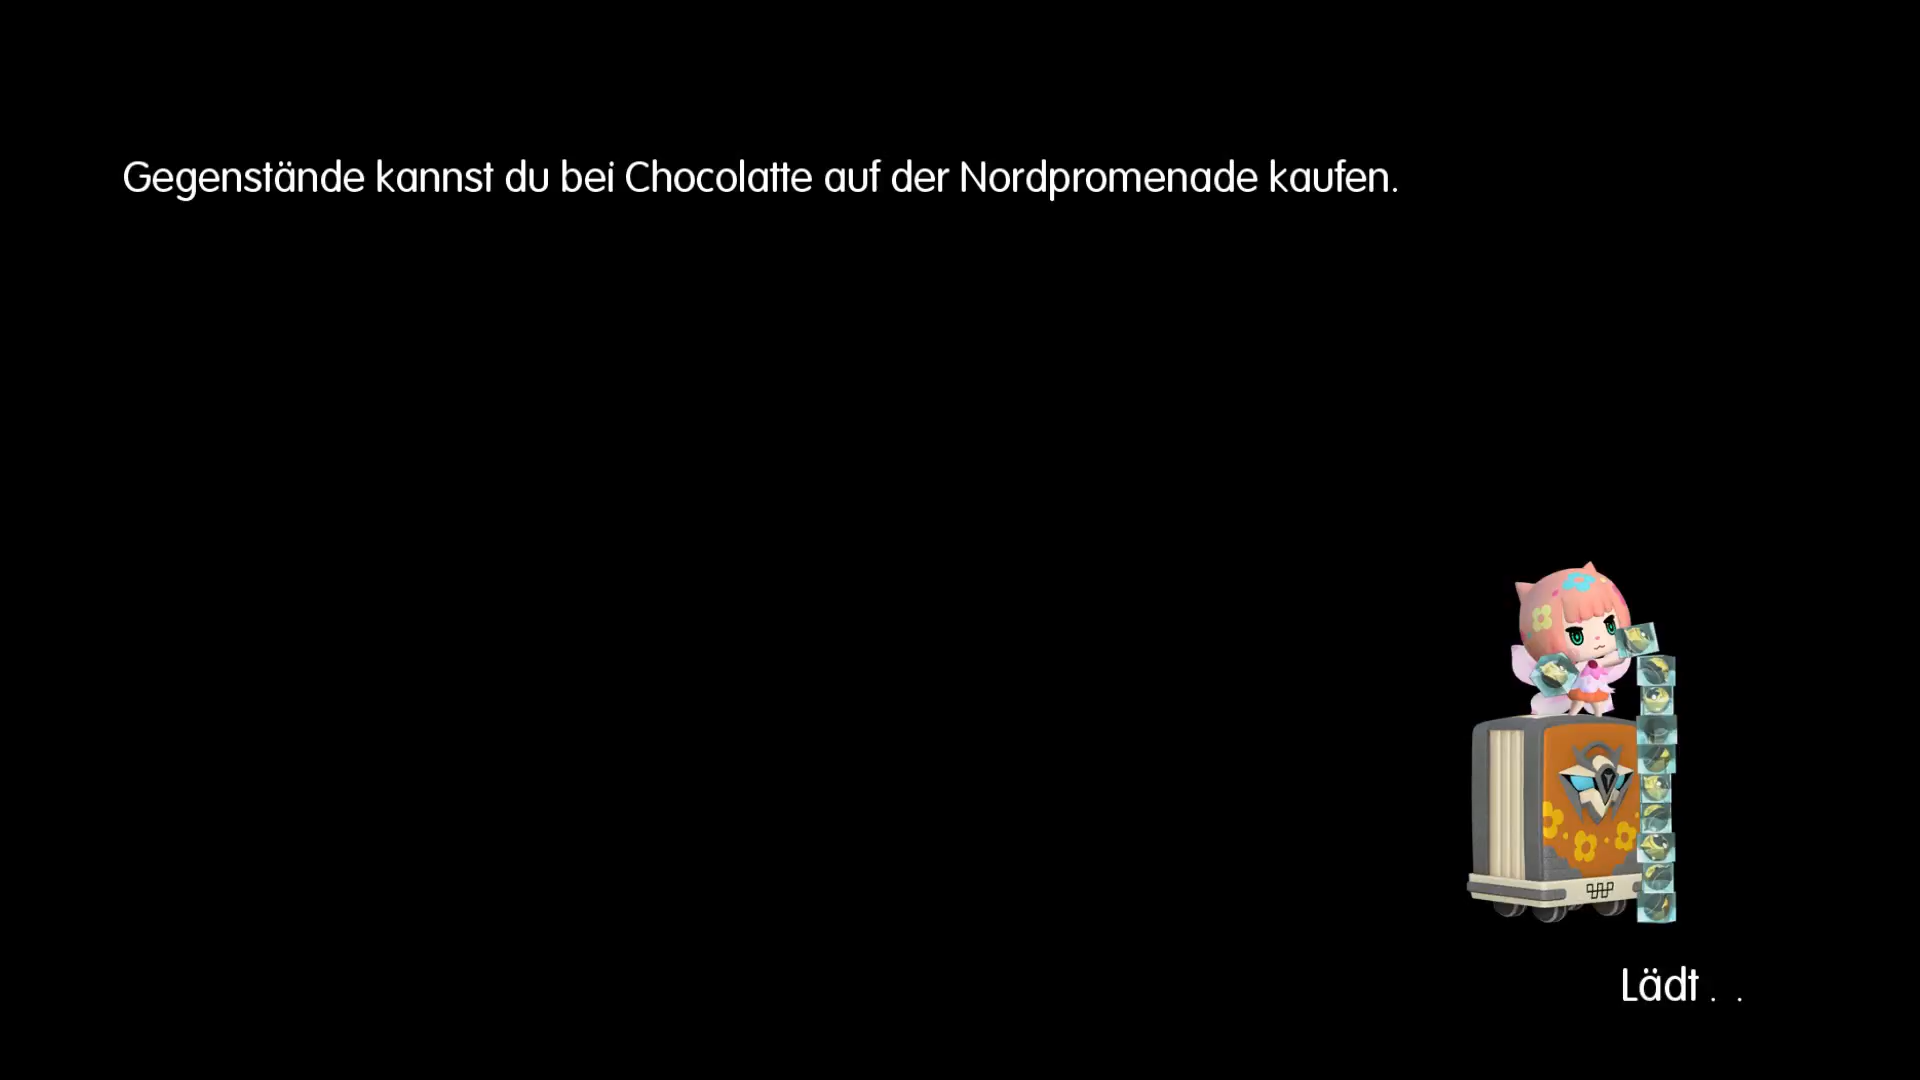 Gegenstände kannst du bei Chocolatte auf der Nordpromenade kaufen.
Lädt . .